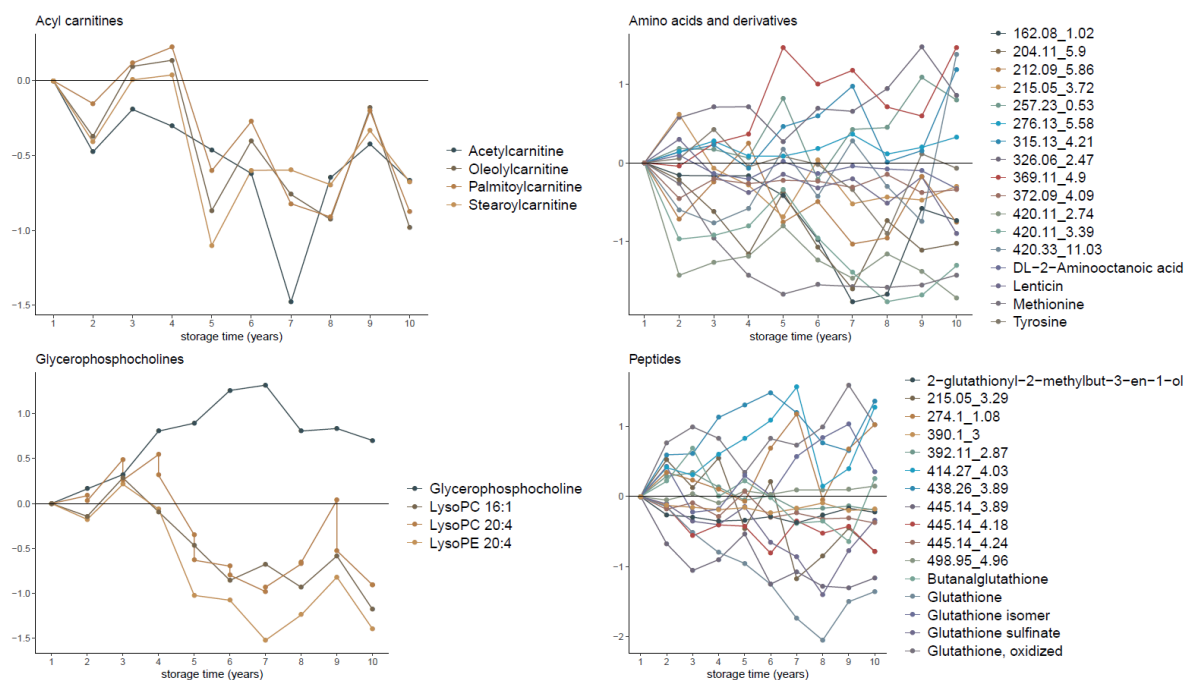 Acyl carnitines
0.0
−0.5
−1.0
−1.5
1 2 3 4 5 6 7 8 9 10
storage time (years)
Acetylcarnitine
Oleolylcarnitine
Palmitoylcarnitine
Stearoylcarnitine
Amino acids and derivatives
1
0
−1
1 2 3 4 5 6 7 8 9 10
storage time (years)
162.08_1.02
204.11_5.9
212.09_5.86
215.05_3.72
257.23_0.53
276.13_5.58
315.13_4.21
326.06_2.47
369.11_4.9
372.09_4.09
420.11_2.74
420.11_3.39
420.33_11.03
DL−2−Aminooctanoic acid
Lenticin
Methionine
Tyrosine
Glycerophosphocholines
1.0
0.5
0.0
−0.5
−1.0
−1.5
1 2 3 4 5 6 7 8 9 10
storage time (years)
Glycerophosphocholine
LysoPC 16:1
LysoPC 20:4
LysoPE 20:4
Peptides
1
0
−1
−2
1 2 3 4 5 6 7 8 9 10
storage time (years)
2−glutathionyl−2−methylbut−3−en−1−ol
215.05_3.29
274.1_1.08
390.1_3
392.11_2.87
414.27_4.03
438.26_3.89
445.14_3.89
445.14_4.18
445.14_4.24
498.95_4.96
Butanalglutathione
Glutathione
Glutathione isomer
Glutathione sulfinate
Glutathione, oxidized